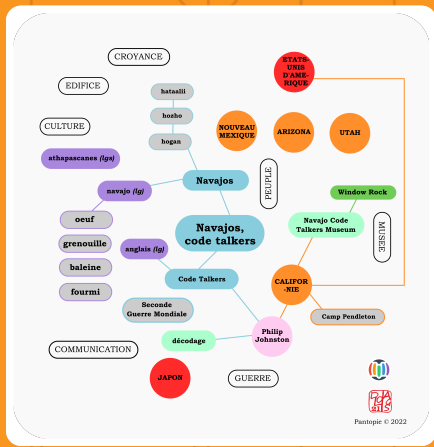 CROYANCE
ETATS-
UNIS
D'AME-
RIQUE
EDIFICE
hataalii
hozho
NOUVEAU
MEXIQUE
ARIZONA
UTAH
CULTURE
hogan
athapascanes (lgs)
PEUPLE
Navajos
navajo (lg)
Window Rock
oeuf
Navajos,
code talkers
Navajo Code
Talkers Museum
MUSEE
grenouille
anglais (lg)
baleine
Code Talkers
CALIFOR-
-NIE
fourmi
Seconde
Guerre Mondiale
Camp Pendleton
Philip
Johnston
décodage
COMMUNICATION
JAPON
GUERRE
Pantopic © 2022